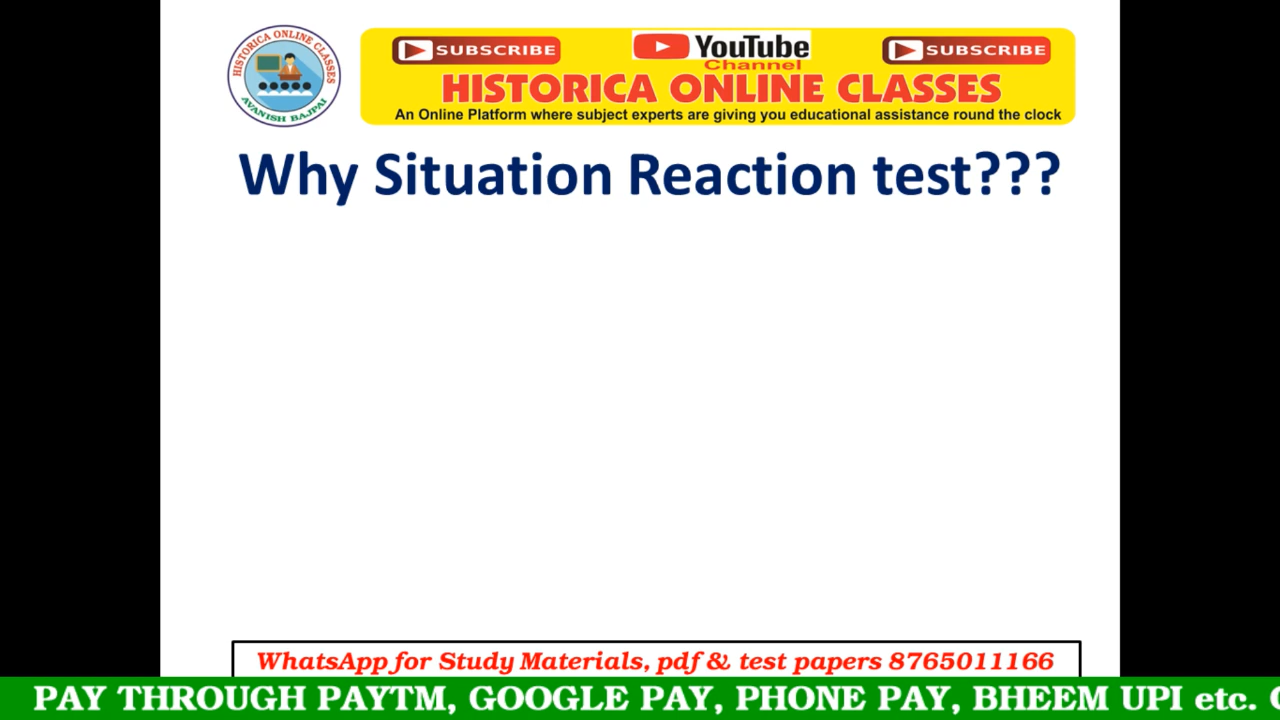 HISTORICA ONLINE CLASSES
AVANISH BAJPAI
SUBSCRIBE
YouTube
Channel
SUBSCRIBE
HISTORICA ONLINE CLASSES
An Online Platform where subject experts are giving you educational assistance round the clock
Why Situation Reaction test???
WhatsApp for Study Materials, pdf & test papers 8765011166
PAY THROUGH PAYTM, GOOGLE PAY, PHONE PAY, BHEEM UPI etc.